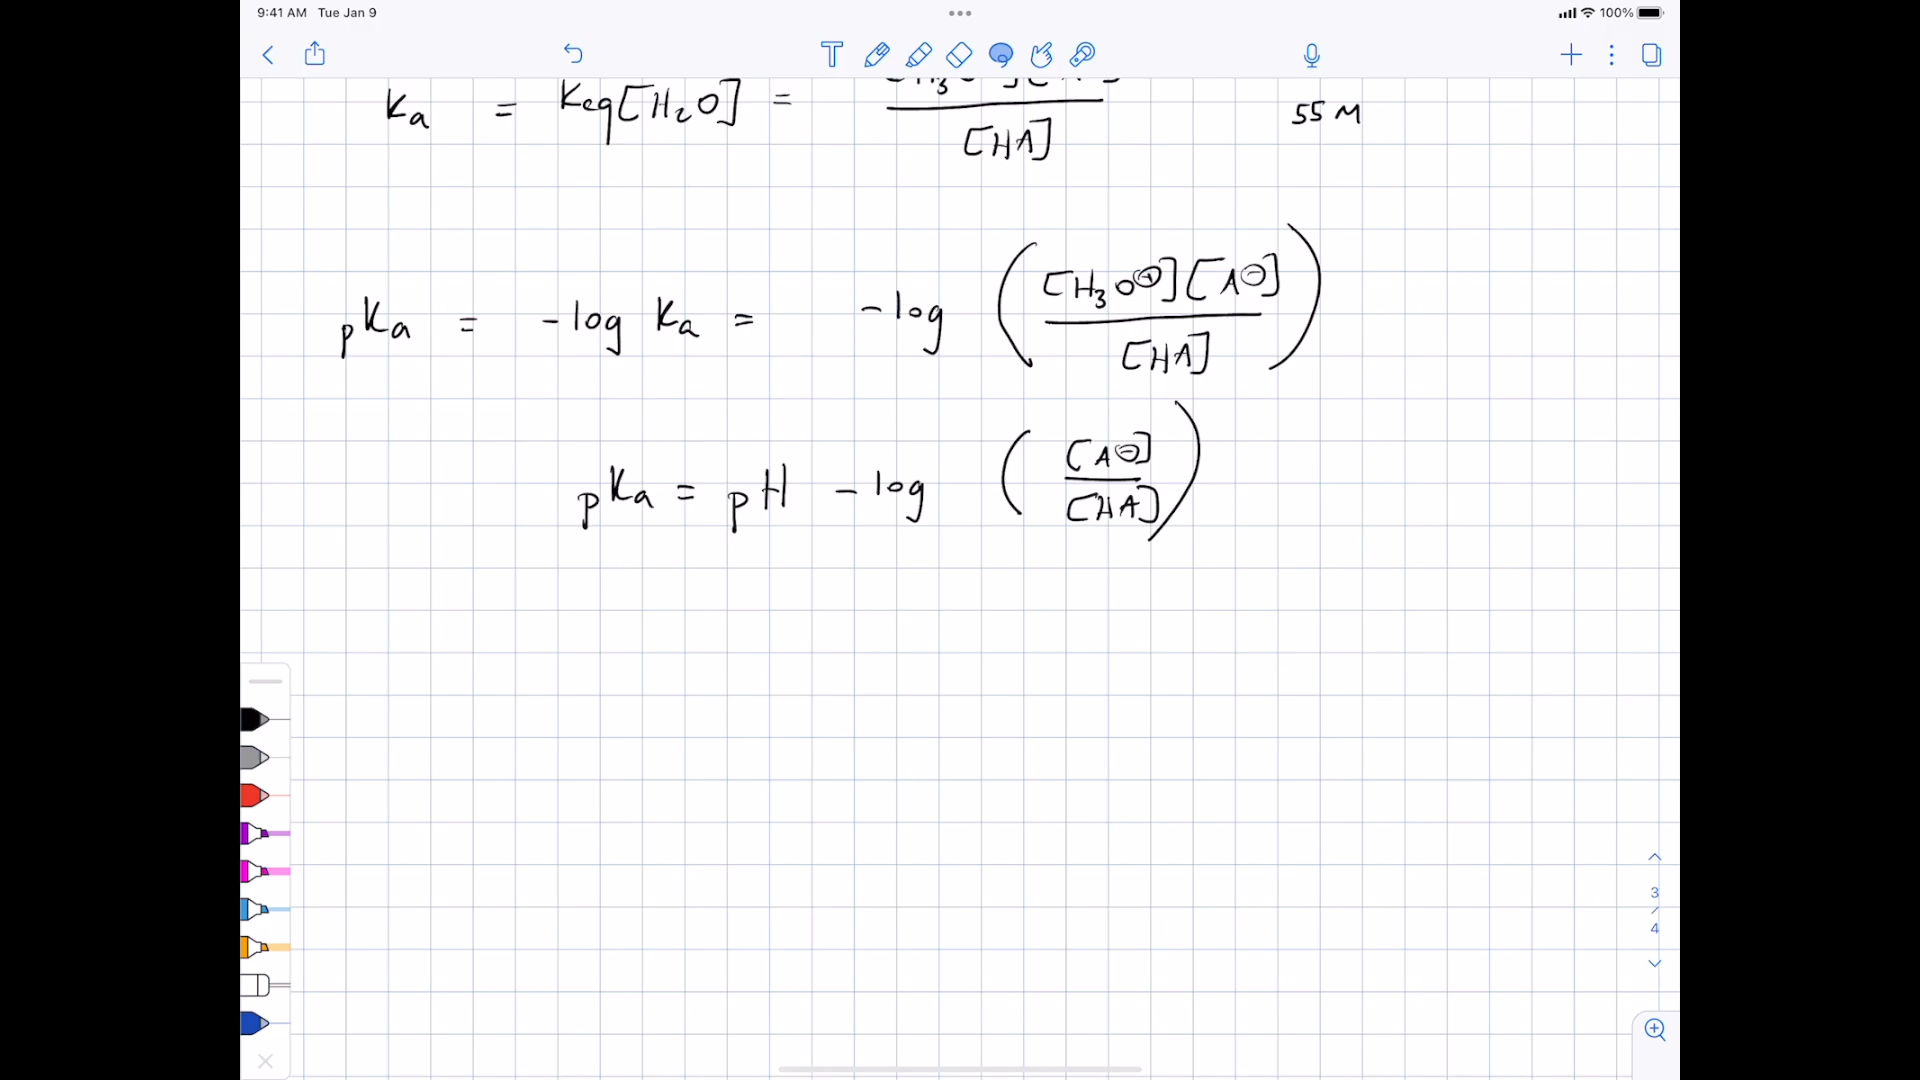 9:41 AM Tue Jan 9 100%
Ka = Keq[H₂O] = [HA] 55 M
pKa = -log Ka = -log ([H₃O⊕][A⊖] / [HA])
pKa = pH - log ([A⊖] / [HA])
3
/
4